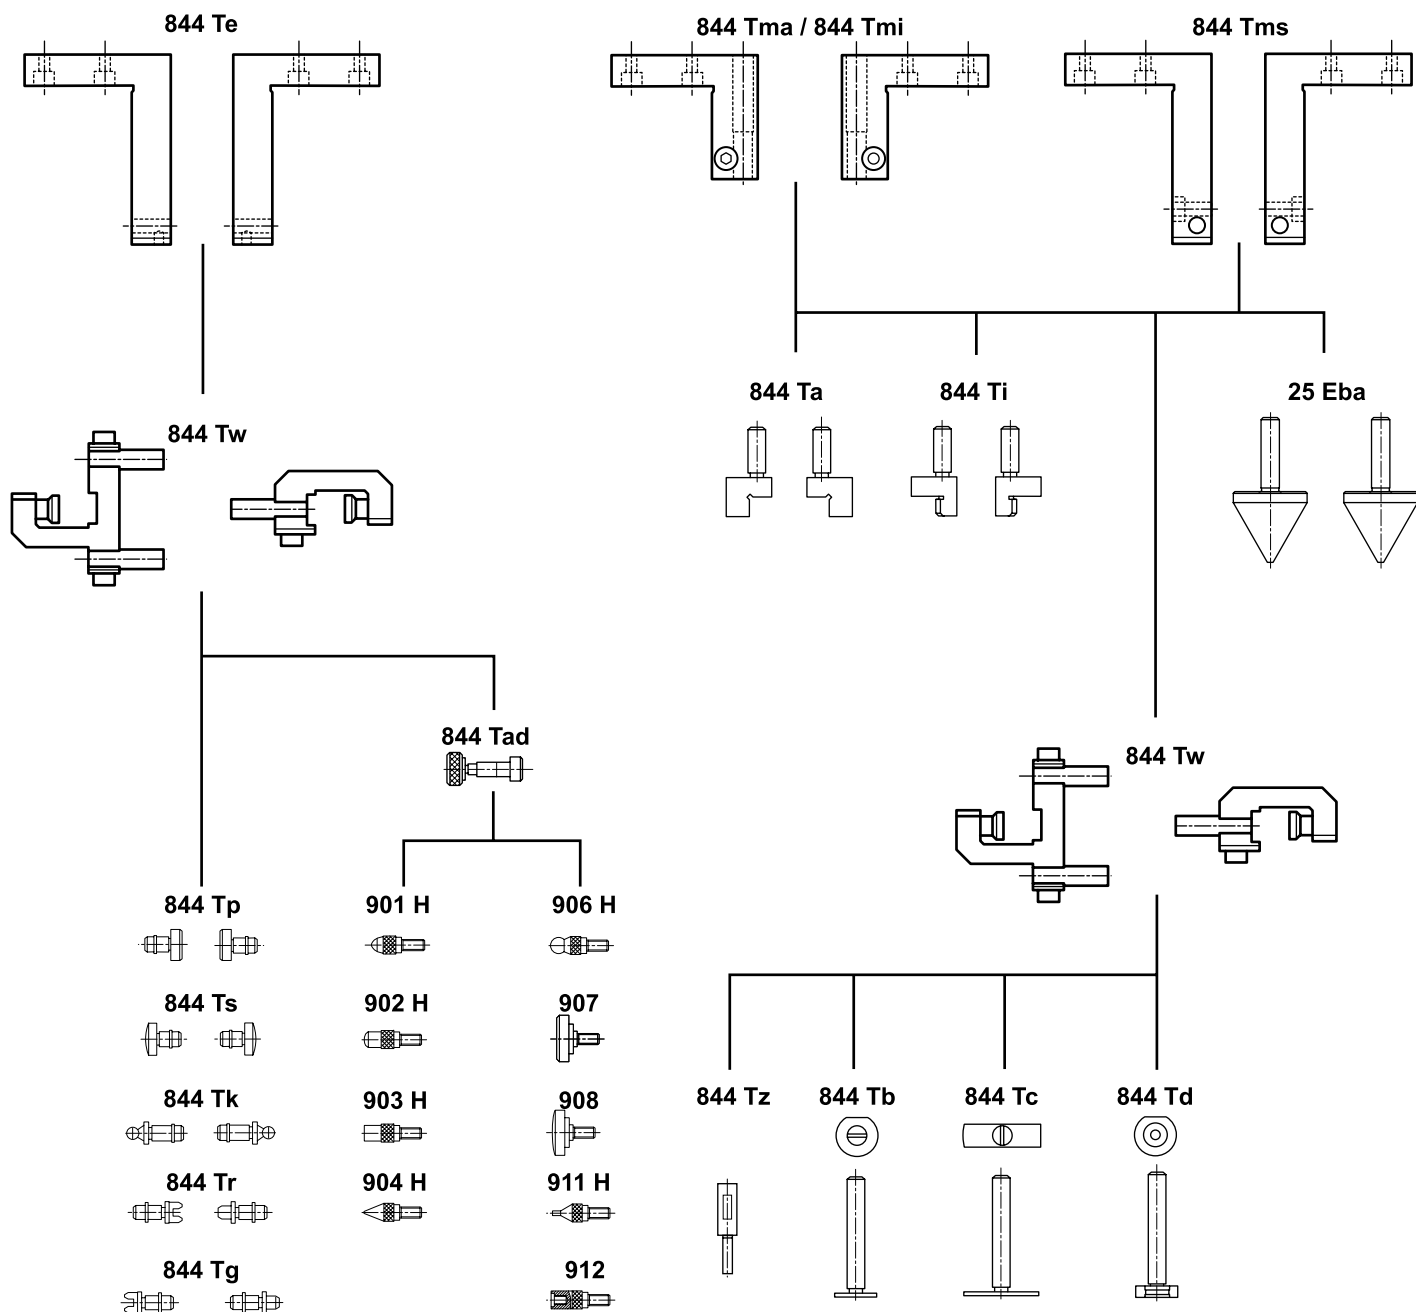 844 Te
844 Tma / 844 Tmi
844 Tms
844 Tw
844 Ta
844 Ti
25 Eba
844 Tad
844 Tw
844 Tp
901 H
906 H
844 Ts
902 H
907
844 Tk
903 H
908
844 Tr
904 H
911 H
844 Tg
912
844 Tz
844 Tb
844 Tc
844 Td